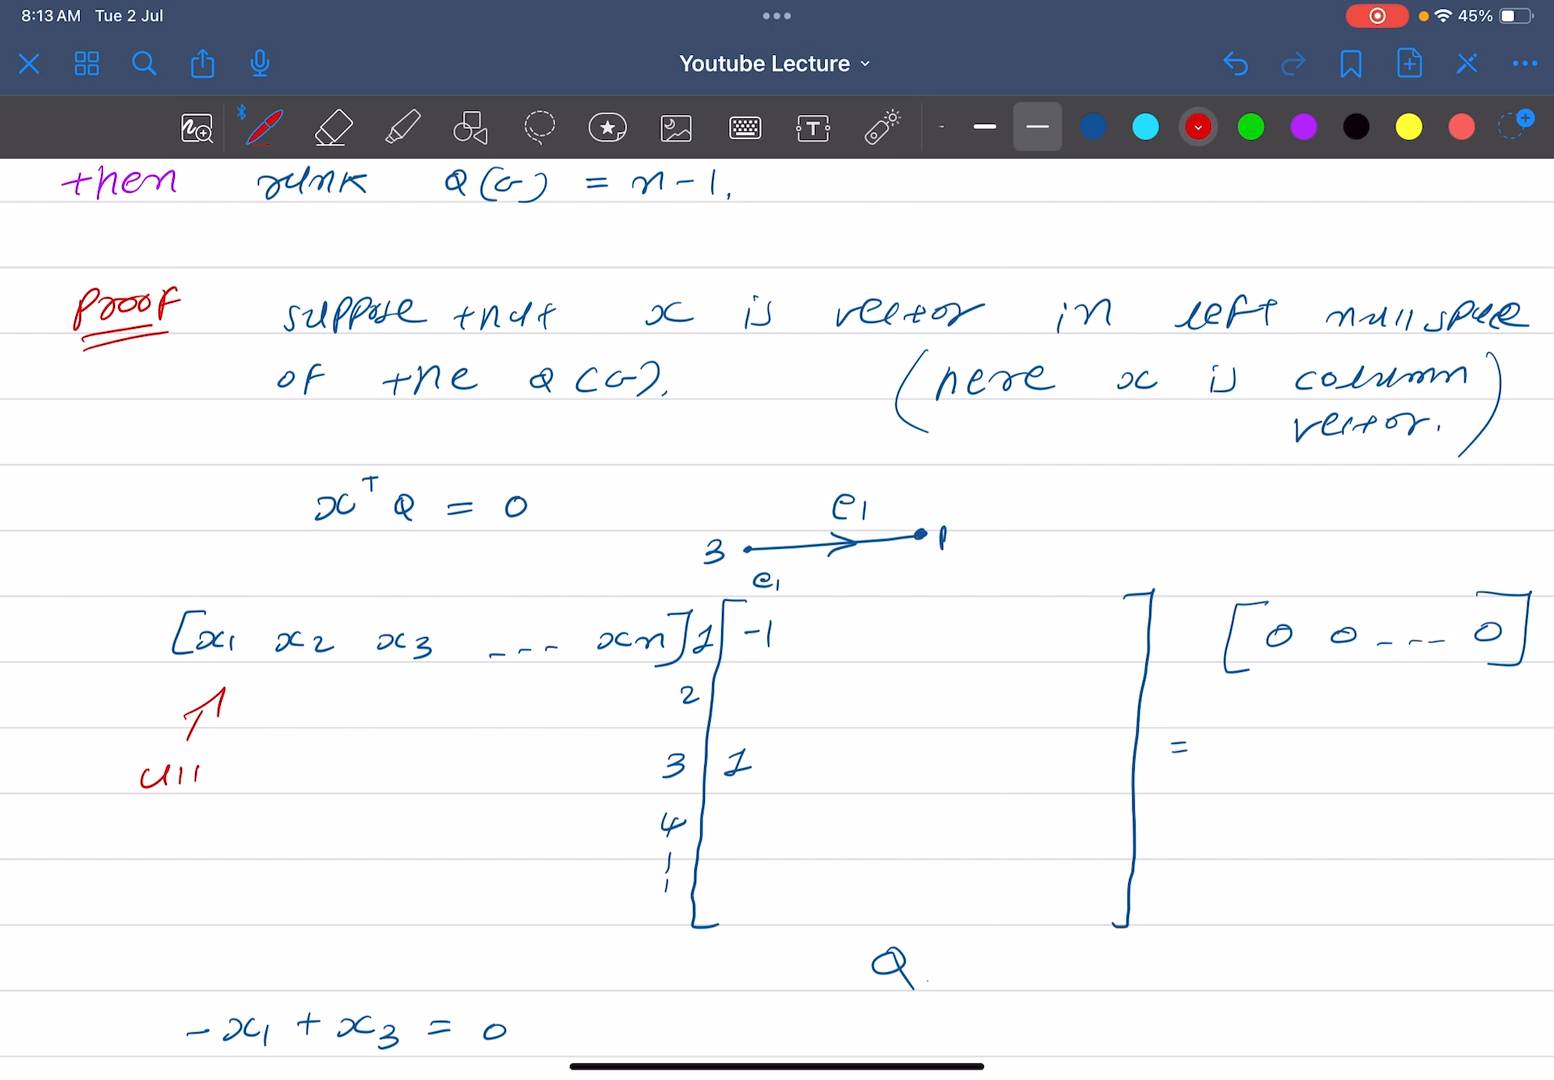 8:13 AM Tue 2 Jul
45%
Youtube Lecture
then rank Q(G) = n-1.
Proof suppose that x is vector in left nullspace
of the Q(G). (here x is column
vector.)
x^T Q = 0
e1
3 1
e1
[x1 x2 x3 --- xn] 1 [ -1 ] [0 0 --- 0]
2
3 1 =
all
4
Q
-x1 + x3 = 0